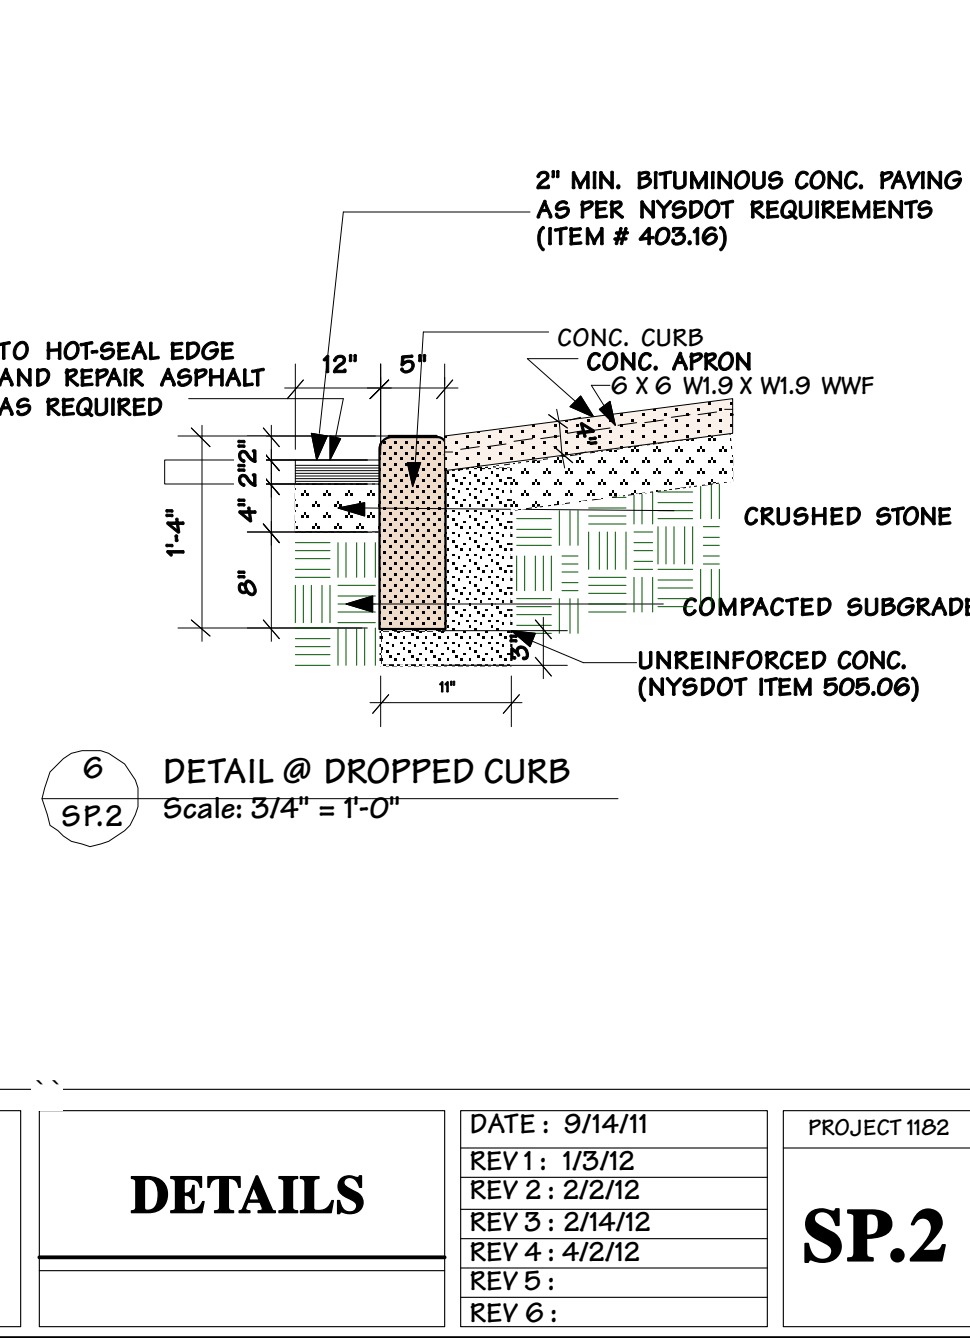 2" MIN. BITUMINOUS CONC. PAVING
AS PER NYSDOT REQUIREMENTS
(ITEM # 403.16)
CONC. CURB
TO HOT-SEAL EDGE
AND REPAIR ASPHALT
AS REQUIRED
12"
5"
CONC. APRON
6 X 6 W1.9 X W1.9 WWF
4"
2"
2"
4"
8"
1'-4"
CRUSHED STONE
COMPACTED SUBGRADE
3"
UNREINFORCED CONC.
(NYSDOT ITEM 505.06)
11"
6
SP.2
DETAIL @ DROPPED CURB
Scale: 3/4" = 1'-0"
` `
DETAILS
DATE : 9/14/11
REV 1 : 1/3/12
REV 2 : 2/2/12
REV 3 : 2/14/12
REV 4 : 4/2/12
REV 5 :
REV 6 :
PROJECT 1182
SP.2